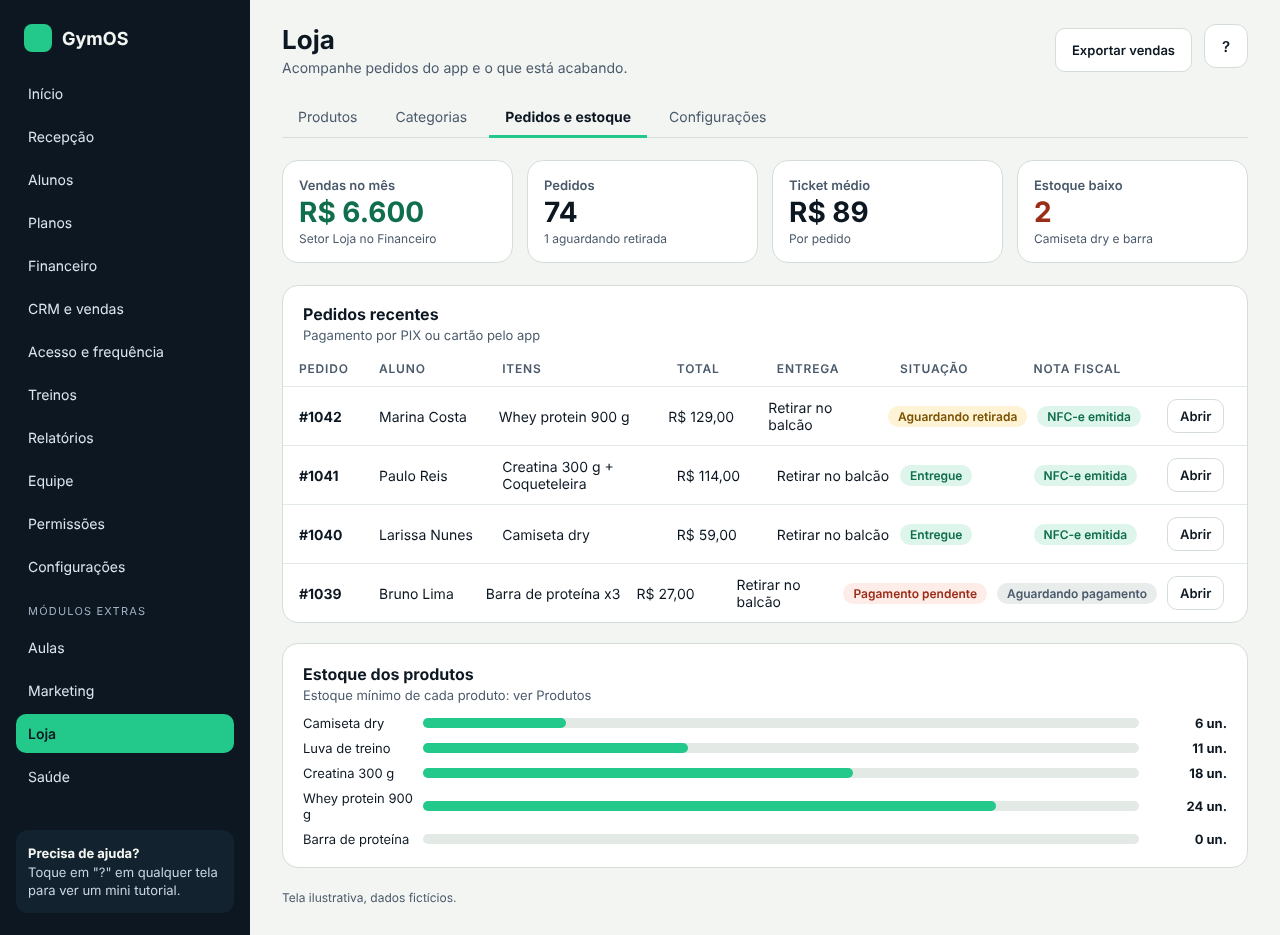 GymOS
Início
Recepção
Alunos
Planos
Financeiro
CRM e vendas
Acesso e frequência
Treinos
Relatórios
Equipe
Permissões
Configurações
MÓDULOS EXTRAS
Aulas
Marketing
Loja
Saúde
Precisa de ajuda?
Toque em "?" em qualquer tela
para ver um mini tutorial.
Loja
Acompanhe pedidos do app e o que está acabando.
Exportar vendas
?
Produtos Categorias Pedidos e estoque Configurações
Vendas no mês
R$ 6.600
Setor Loja no Financeiro
Pedidos
74
1 aguardando retirada
Ticket médio
R$ 89
Por pedido
Estoque baixo
2
Camiseta dry e barra
Pedidos recentes
Pagamento por PIX ou cartão pelo app
PEDIDO ALUNO ITENS TOTAL ENTREGA SITUAÇÃO NOTA FISCAL
#1042 Marina Costa Whey protein 900 g R$ 129,00 Retirar no
balcão Aguardando retirada NFC-e emitida Abrir
#1041 Paulo Reis Creatina 300 g +
Coqueteleira R$ 114,00 Retirar no balcão Entregue NFC-e emitida Abrir
#1040 Larissa Nunes Camiseta dry R$ 59,00 Retirar no balcão Entregue NFC-e emitida Abrir
#1039 Bruno Lima Barra de proteína x3 R$ 27,00 Retirar no
balcão Pagamento pendente Aguardando pagamento Abrir
Estoque dos produtos
Estoque mínimo de cada produto: ver Produtos
Camiseta dry 6 un.
Luva de treino 11 un.
Creatina 300 g 18 un.
Whey protein 900
g 24 un.
Barra de proteína 0 un.
Tela ilustrativa, dados fictícios.